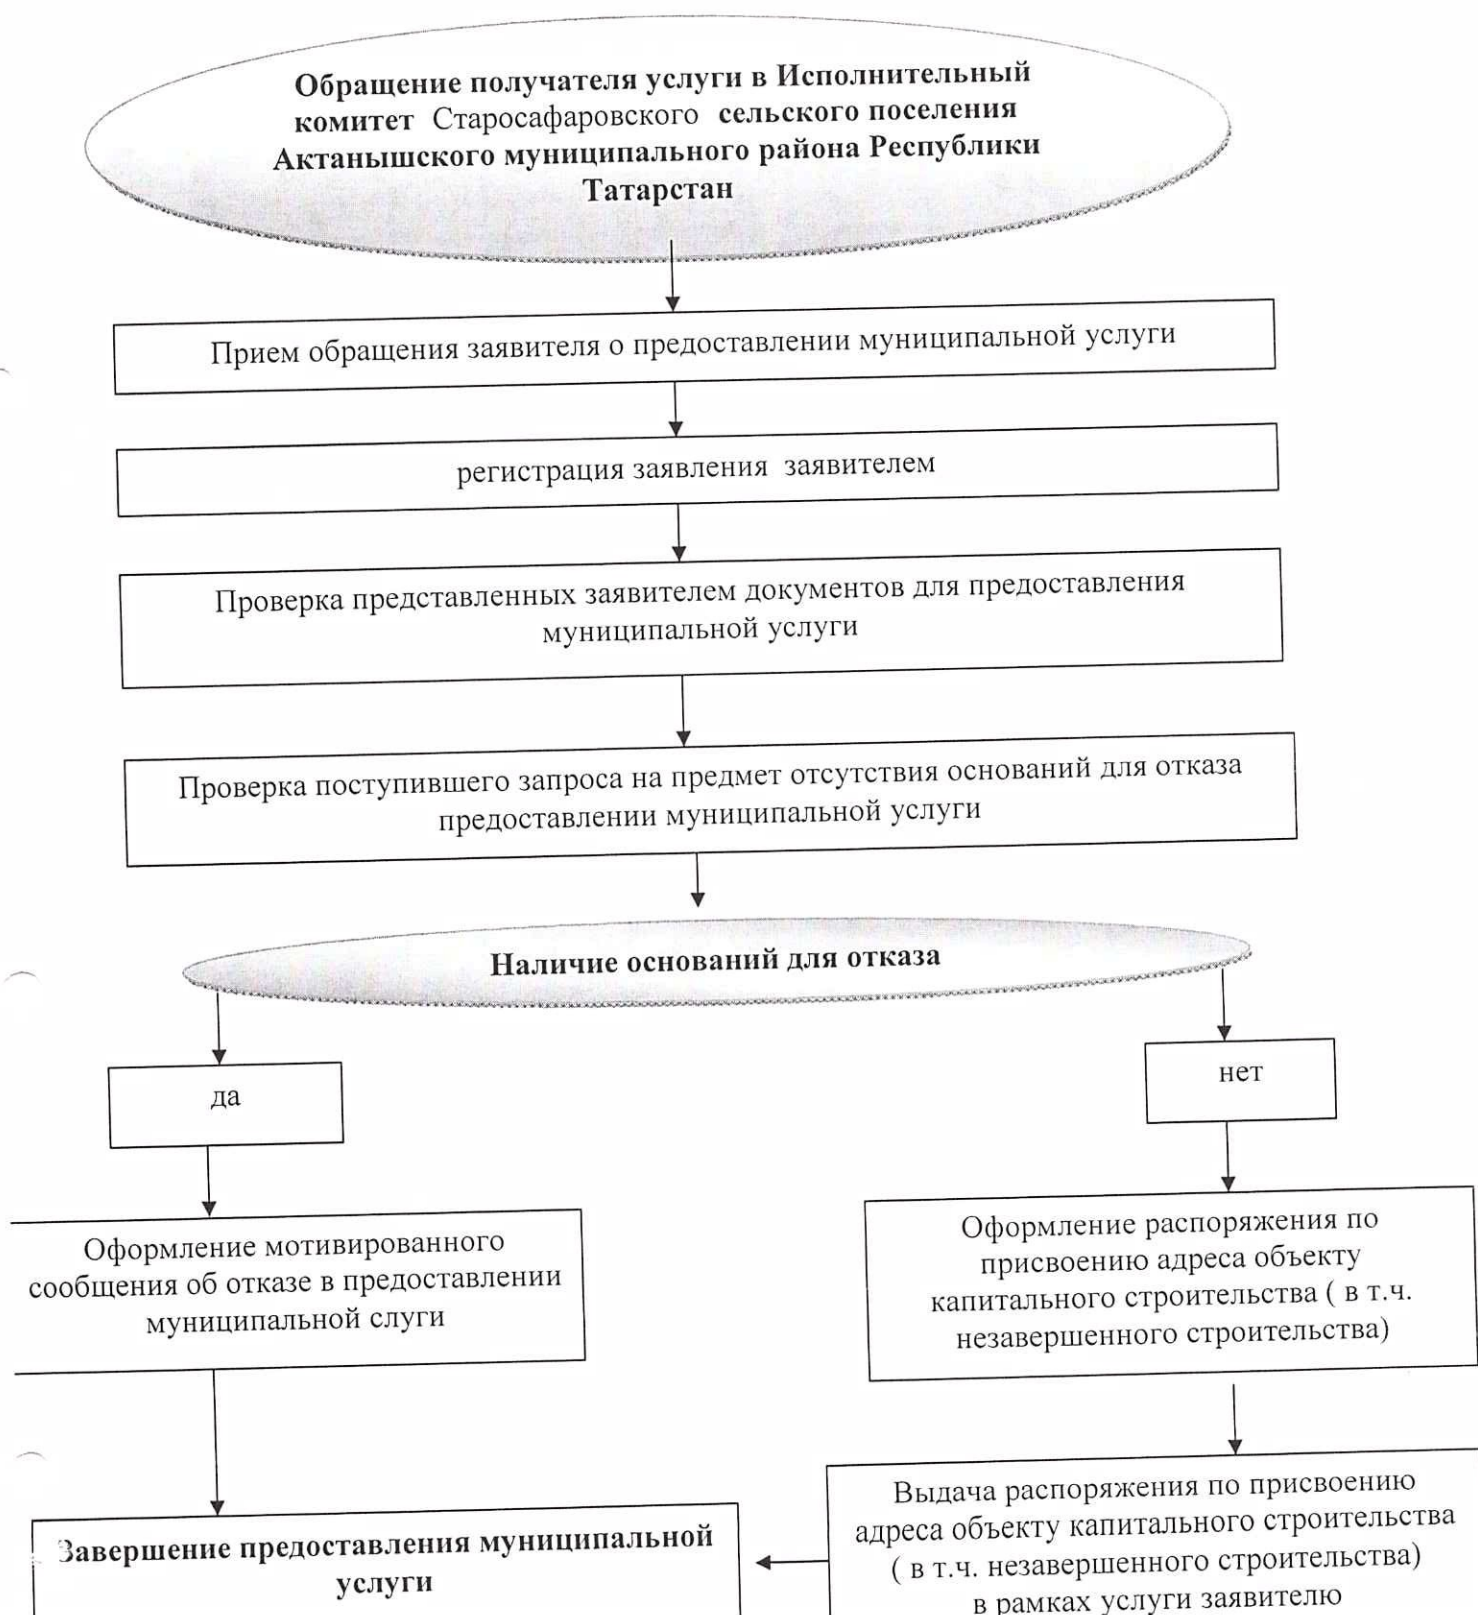 Обращение получателя услуги в Исполнительный
комитет Старосафаровского сельского поселения
Актанышского муниципального района Республики
Татарстан
Прием обращения заявителя о предоставлении муниципальной услуги
регистрация заявления заявителем
Проверка представленных заявителем документов для предоставления
муниципальной услуги
Проверка поступившего запроса на предмет отсутствия оснований для отказа
предоставлении муниципальной услуги
Наличие оснований для отказа
да
нет
Оформление мотивированного
сообщения об отказе в предоставлении
муниципальной слуги
Оформление распоряжения по
присвоению адреса объекту
капитального строительства ( в т.ч.
незавершенного строительства)
Выдача распоряжения по присвоению
адреса объекту капитального строительства
( в т.ч. незавершенного строительства)
в рамках услуги заявителю
Завершение предоставления муниципальной
услуги